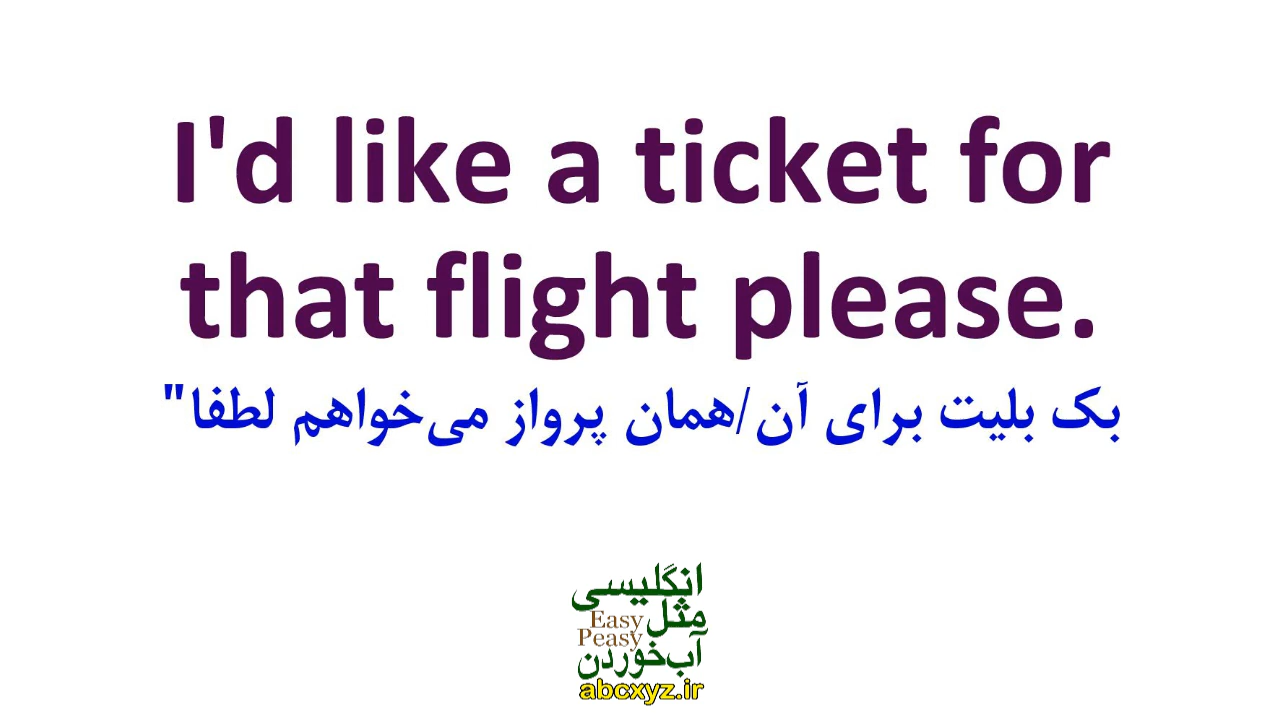 I'd like a ticket for
that flight please.
بک بلیت برای آن/همان پرواز می‌خواهم لطفا"
انگلیسی
مثل
Easy
Peasy
آب‌خوردن
abcxyz.ir